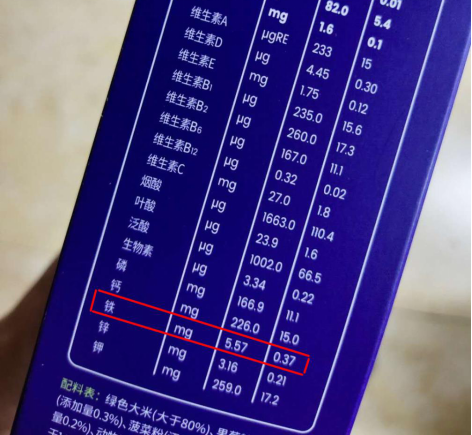 0.01
82.0 5.4
mg 1.6 0.1
维生素A µgRE 233 15
维生素D µg 4.45 0.30
维生素E mg 1.75 0.12
维生素B₁ µg 235.0 15.6
维生素B₂ µg 260.0 17.3
维生素B₆ µg 167.0 11.1
维生素B₁₂ µg 0.32 0.02
维生素C mg 27.0 1.8
烟酸 µg 1663.0 110.4
叶酸 µg 23.9 1.6
泛酸 µg 1002.0 66.5
生物素 µg 3.34 0.22
磷 mg 166.9 11.1
钙 mg 226.0 15.0
铁 mg 5.57 0.37
锌 mg 3.16 0.21
钾 mg 259.0 17.2
配料表：绿色大米(大于80%)、黑
(添加量0.3%)、菠菜粉
量0.2%)、动物